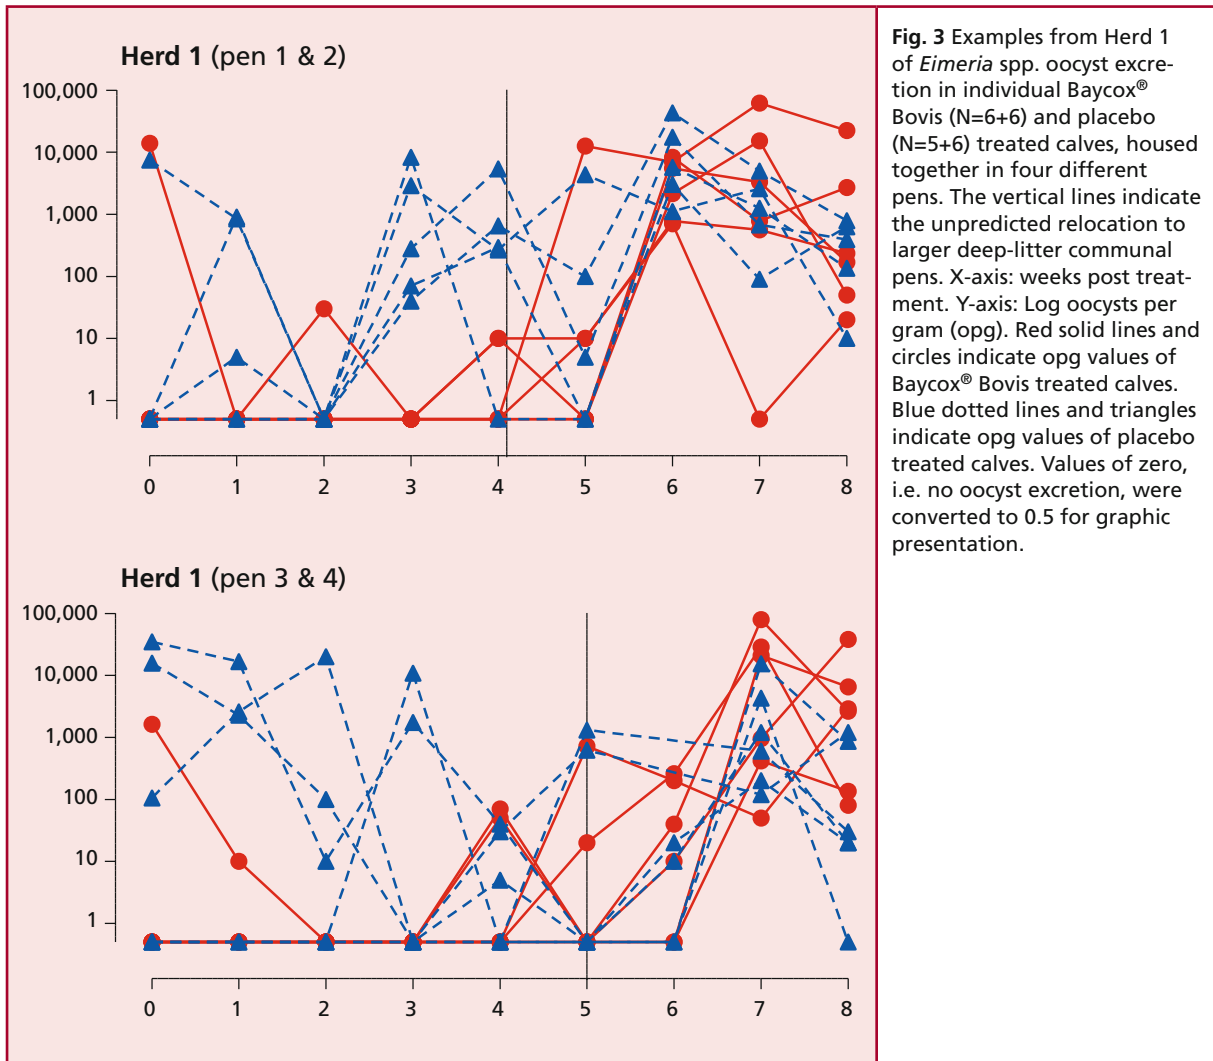 Herd 1 (pen 1 & 2)
100,000
10,000
1,000
100
10
1
0 1 2 3 4 5 6 7 8
Herd 1 (pen 3 & 4)
100,000
10,000
1,000
100
10
1
0 1 2 3 4 5 6 7 8
Fig. 3 Examples from Herd 1
of Eimeria spp. oocyst excre-
tion in individual Baycox®
Bovis (N=6+6) and placebo
(N=5+6) treated calves, housed
together in four different
pens. The vertical lines indicate
the unpredicted relocation to
larger deep-litter communal
pens. X-axis: weeks post treat-
ment. Y-axis: Log oocysts per
gram (opg). Red solid lines and
circles indicate opg values of
Baycox® Bovis treated calves.
Blue dotted lines and triangles
indicate opg values of placebo
treated calves. Values of zero,
i.e. no oocyst excretion, were
converted to 0.5 for graphic
presentation.